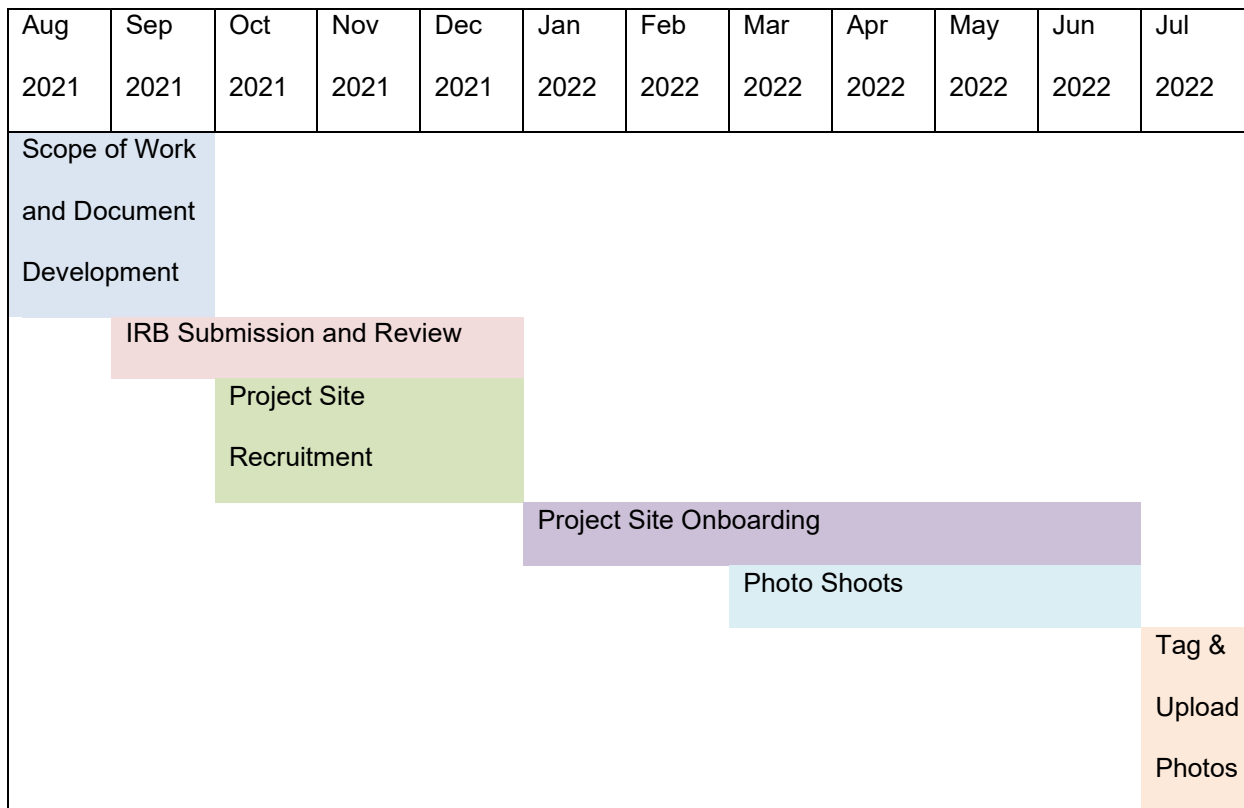 Aug Sep Oct Nov Dec Jan Feb Mar Apr May Jun Jul
2021 2021 2021 2021 2021 2022 2022 2022 2022 2022 2022 2022
Scope of Work
and Document
Development
IRB Submission and Review
Project Site
Recruitment
Project Site Onboarding
Photo Shoots
Tag &
Upload
Photos